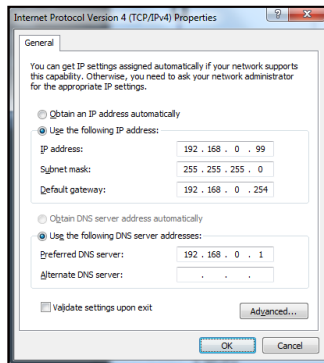 Internet Protocol Version 4 (TCP/IPv4) Properties
General
You can get IP settings assigned automatically if your network supports
this capability. Otherwise, you need to ask your network administrator
for the appropriate IP settings.
Obtain an IP address automatically
Use the following IP address:
IP address: 192 . 168 . 0 . 99
Subnet mask: 255 . 255 . 255 . 0
Default gateway: 192 . 168 . 0 . 254
Obtain DNS server address automatically
Use the following DNS server addresses:
Preferred DNS server: 192 . 168 . 0 . 1
Alternate DNS server: . . .
Validate settings upon exit
Advanced...
OK Cancel